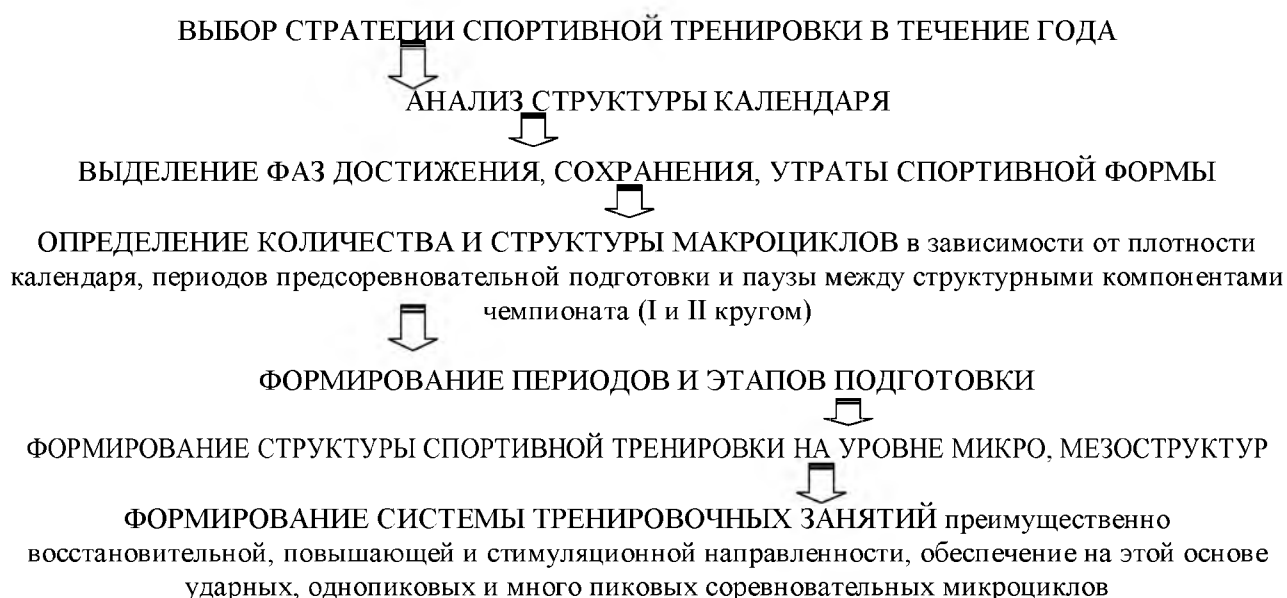 ВЫБОР СТРАТЕГИИ СПОРТИВНОЙ ТРЕНИРОВКИ В ТЕЧЕНИЕ ГОДА
АНАЛИЗ СТРУКТУРЫ КАЛЕНДАРЯ
ВЫДЕЛЕНИЕ ФАЗ ДОСТИЖЕНИЯ, СОХРАНЕНИЯ, УТРАТЫ СПОРТИВНОЙ ФОРМЫ
ОПРЕДЕЛЕНИЕ КОЛИЧЕСТВА И СТРУКТУРЫ МАКРОЦИКЛОВ в зависимости от плотности
календаря, периодов предсоревновательной подготовки и паузы между структурными компонентами
чемпионата (I и II кругом)
ФОРМИРОВАНИЕ ПЕРИОДОВ И ЭТАПОВ ПОДГОТОВКИ
ФОРМИРОВАНИЕ СТРУКТУРЫ СПОРТИВНОЙ ТРЕНИРОВКИ НА УРОВНЕ МИКРО, МЕЗОСТРУКТУР
ФОРМИРОВАНИЕ СИСТЕМЫ ТРЕНИРОВОЧНЫХ ЗАНЯТИЙ преимущественно
восстановительной, повышающей и стимуляционной направленности, обеспечение на этой основе
ударных, однопиковых и много пиковых соревновательных микроциклов